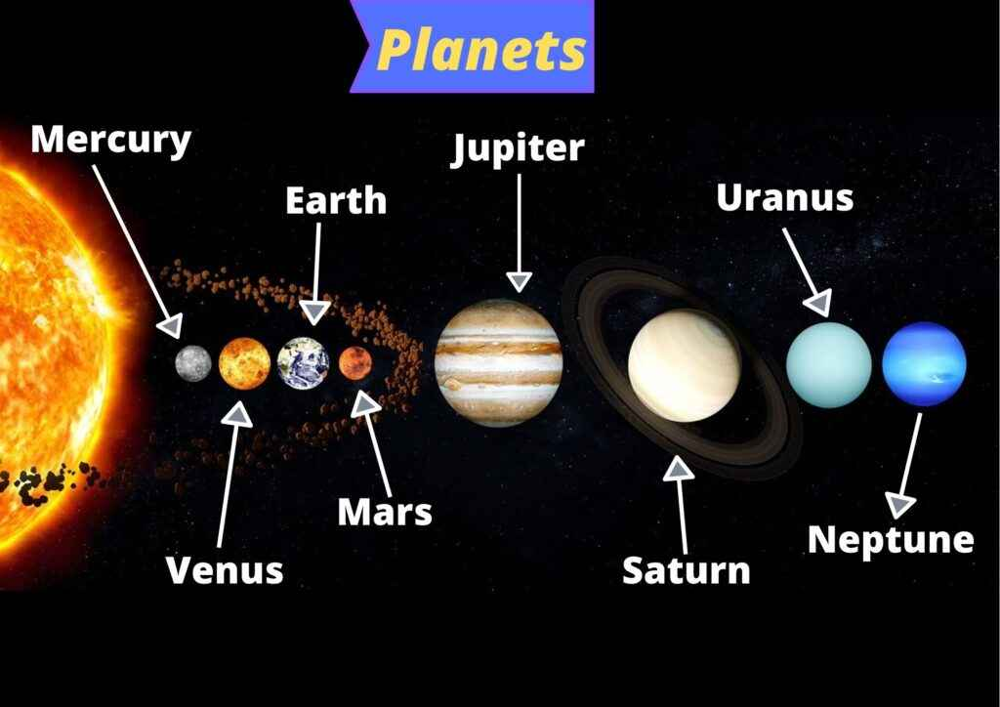 Planets
Mercury
Jupiter
Earth
Uranus
Mars
Neptune
Venus
Saturn